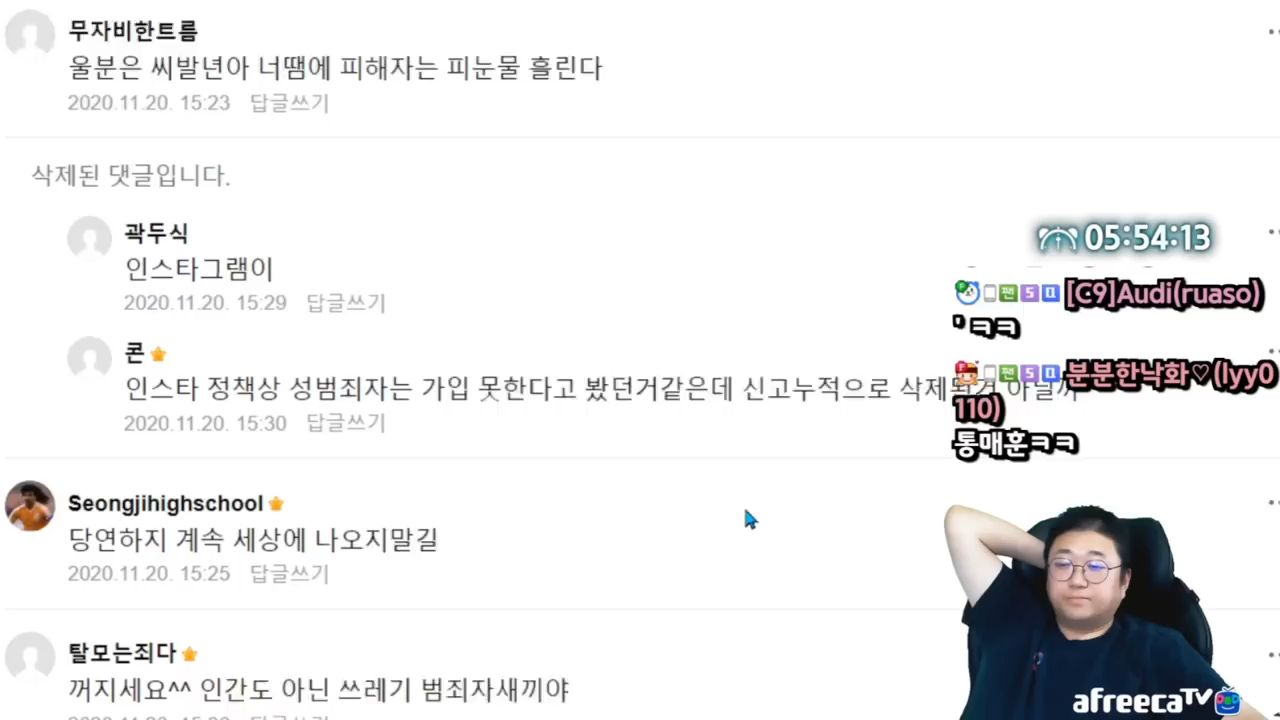 무자비한트름
울분은 씨발년아 너땜에 피해자는 피눈물 흘린다
2020.11.20. 15:23 답글쓰기
삭제된 댓글입니다.
곽두식
인스타그램이
2020.11.20. 15:29 답글쓰기
콘
인스타 정책상 성범죄자는 가입 못한다고 봤던거같은데 신고누적으로
2020.11.20. 15:30 답글쓰기
Seongjihighschool
당연하지 계속 세상에 나오지말길
2020.11.20. 15:25 답글쓰기
탈모는죄다
꺼지세요^^ 인간도 아닌 쓰레기 범죄자새끼야
05:54:13
팬 5 [C9]Audi(ruaso)
' ㅋㅋ
팬 5 분분한낙화♡(lyy0
110)
통매훈ㅋㅋ
afreecaTV